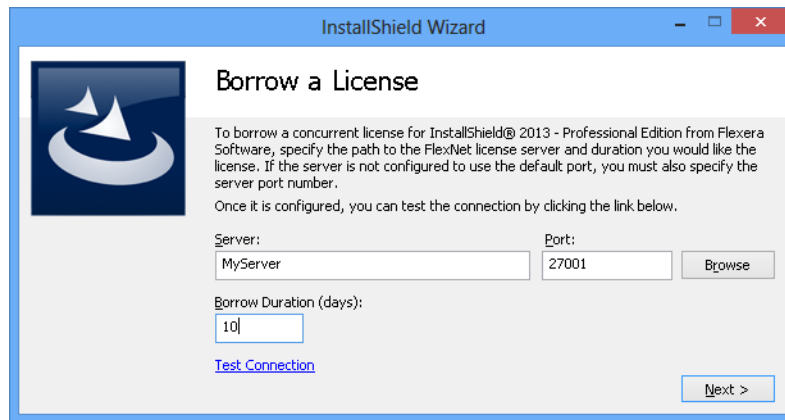 InstallShield Wizard
Borrow a License
To borrow a concurrent license for InstallShield® 2013 - Professional Edition from Flexera
Software, specify the path to the FlexNet license server and duration you would like the
license. If the server is not configured to use the default port, you must also specify the
server port number.
Once it is configured, you can test the connection by clicking the link below.
Server: Port:
MyServer 27001 Browse
Borrow Duration (days):
10
Test Connection
Next >